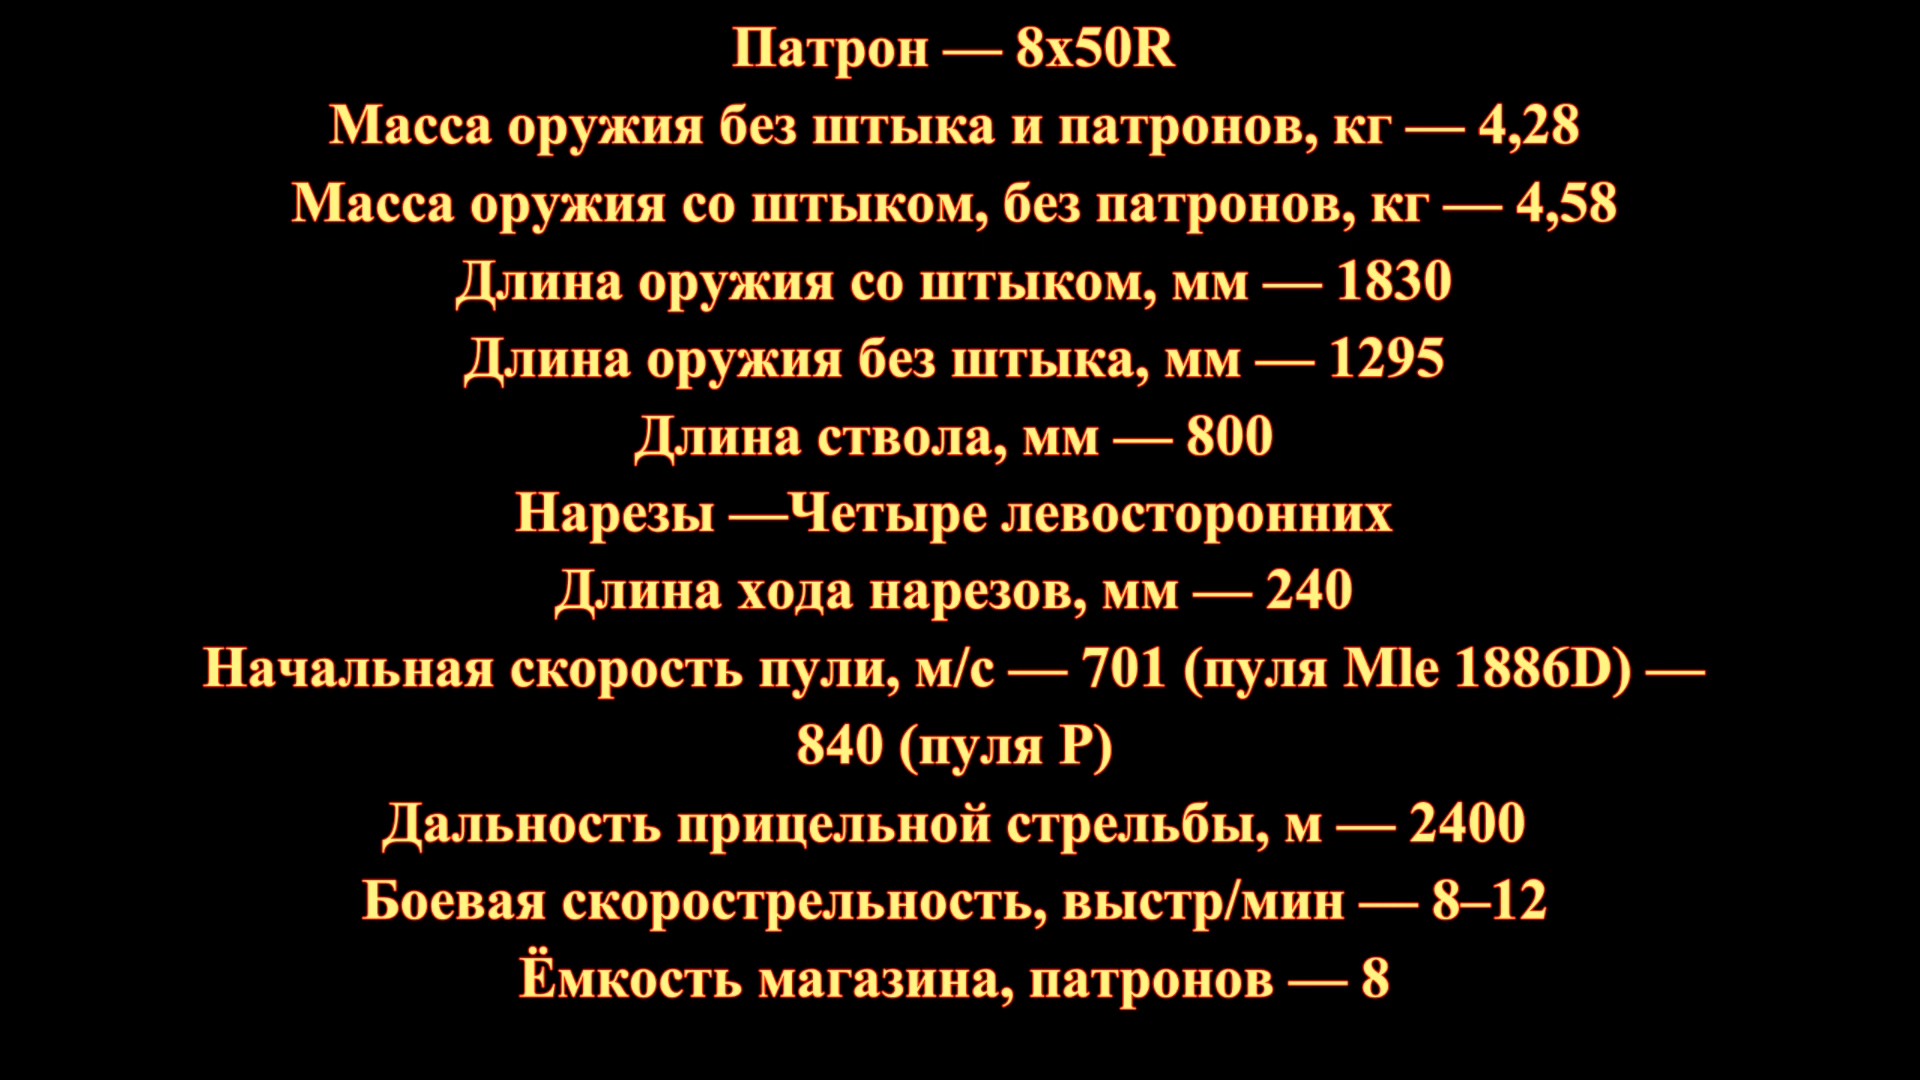 Патрон — 8x50R
Масса оружия без штыка и патронов, кг — 4,28
Масса оружия со штыком, без патронов, кг — 4,58
Длина оружия со штыком, мм — 1830
Длина оружия без штыка, мм — 1295
Длина ствола, мм — 800
Нарезы —Четыре левосторонних
Длина хода нарезов, мм — 240
Начальная скорость пули, м/с — 701 (пуля Mle 1886D) —
840 (пуля P)
Дальность прицельной стрельбы, м — 2400
Боевая скорострельность, выстр/мин — 8–12
Ёмкость магазина, патронов — 8